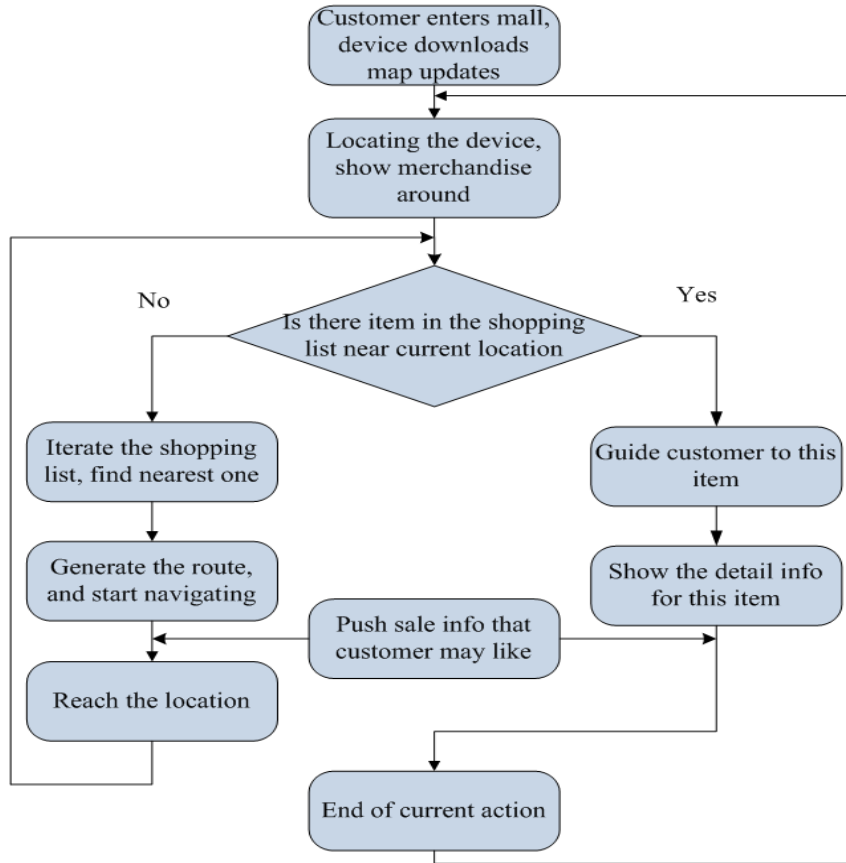 Customer enters mall,
device downloads
map updates
Locating the device,
show merchandise
around
No
Yes
Is there item in the shopping
list near current location
Iterate the shopping
list, find nearest one
Guide customer to this
item
Generate the route,
and start navigating
Show the detail info
for this item
Push sale info that
customer may like
Reach the location
End of current action